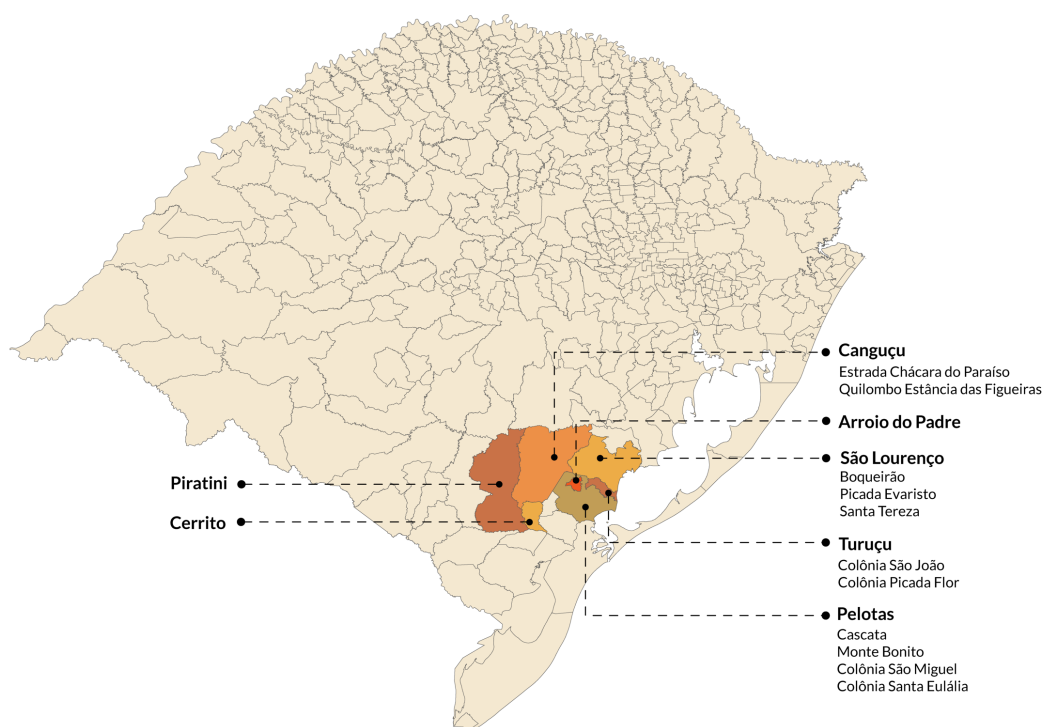 Canguçu
Estrada Chácara do Paraíso
Quilombo Estância das Figueiras
Arroio do Padre
São Lourenço
Boqueirão
Picada Evaristo
Santa Tereza
Piratini
Cerrito
Turuçu
Colônia São João
Colônia Picada Flor
Pelotas
Cascata
Monte Bonito
Colônia São Miguel
Colônia Santa Eulália